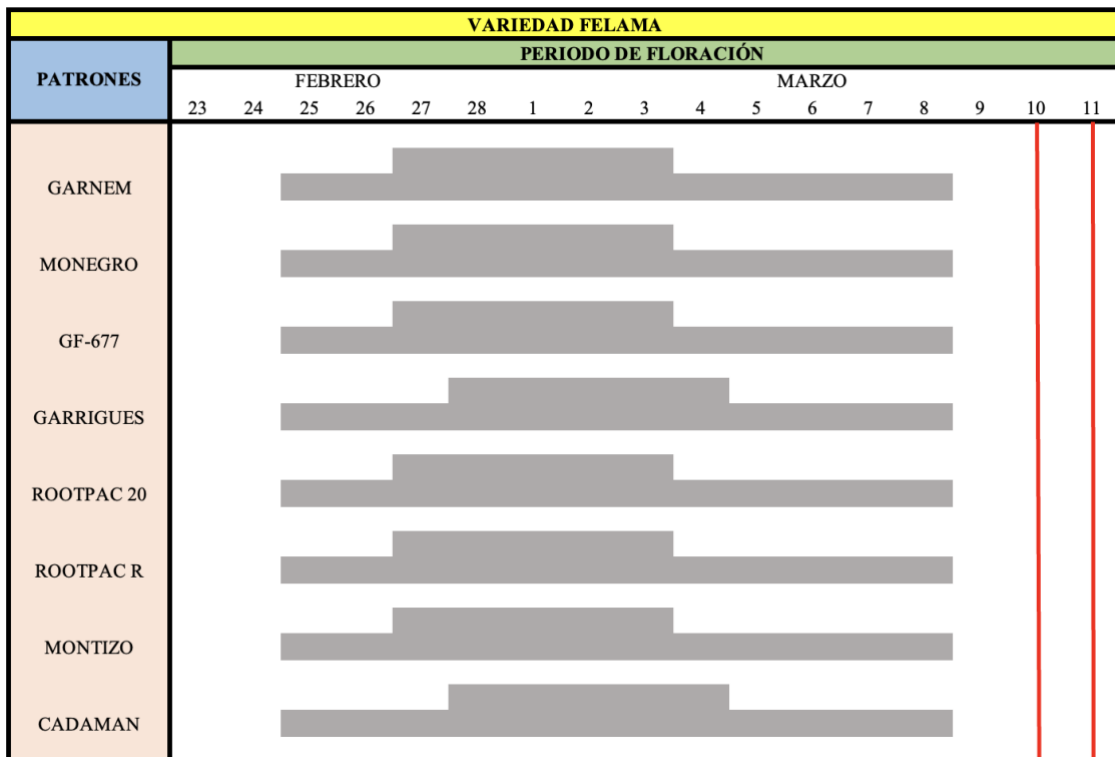 VARIEDAD FELAMA
PERIODO DE FLORACIÓN
PATRONES
FEBRERO MARZO
23 24 25 26 27 28 1 2 3 4 5 6 7 8 9 10 11
GARNEM
MONEGRO
GF-677
GARRIGUES
ROOTPAC 20
ROOTPAC R
MONTIZO
CADAMAN